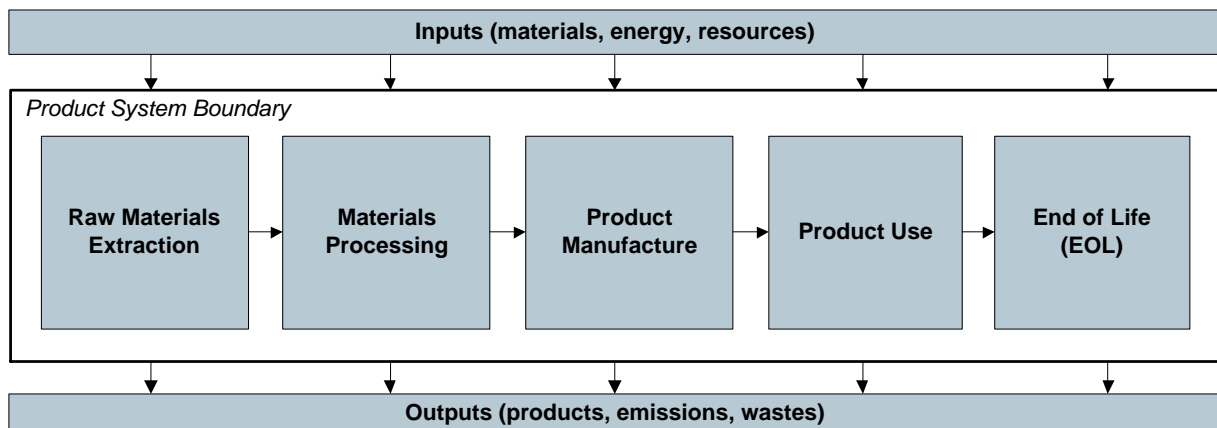 Inputs (materials, energy, resources)
Product System Boundary
Raw Materials
Extraction
Materials
Processing
Product
Manufacture
Product Use
End of Life
(EOL)
Outputs (products, emissions, wastes)